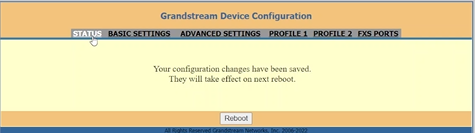 Grandstream Device Configuration
STATUS BASIC SETTINGS ADVANCED SETTINGS PROFILE 1 PROFILE 2 FXS PORTS
Your configuration changes have been saved.
They will take effect on next reboot.
Reboot
All Rights Reserved Grandstream Networks, Inc. 2006-2022